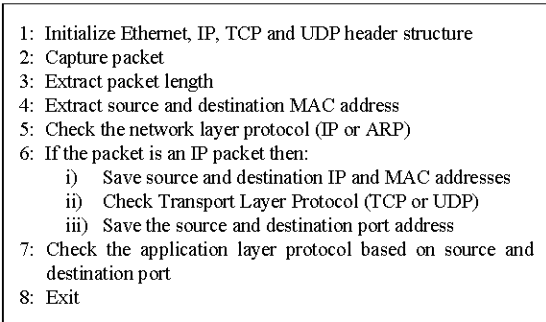 1: Initialize Ethernet, IP, TCP and UDP header structure
2: Capture packet
3: Extract packet length
4: Extract source and destination MAC address
5: Check the network layer protocol (IP or ARP)
6: If the packet is an IP packet then:
i) Save source and destination IP and MAC addresses
ii) Check Transport Layer Protocol (TCP or UDP)
iii) Save the source and destination port address
7: Check the application layer protocol based on source and
destination port
8: Exit